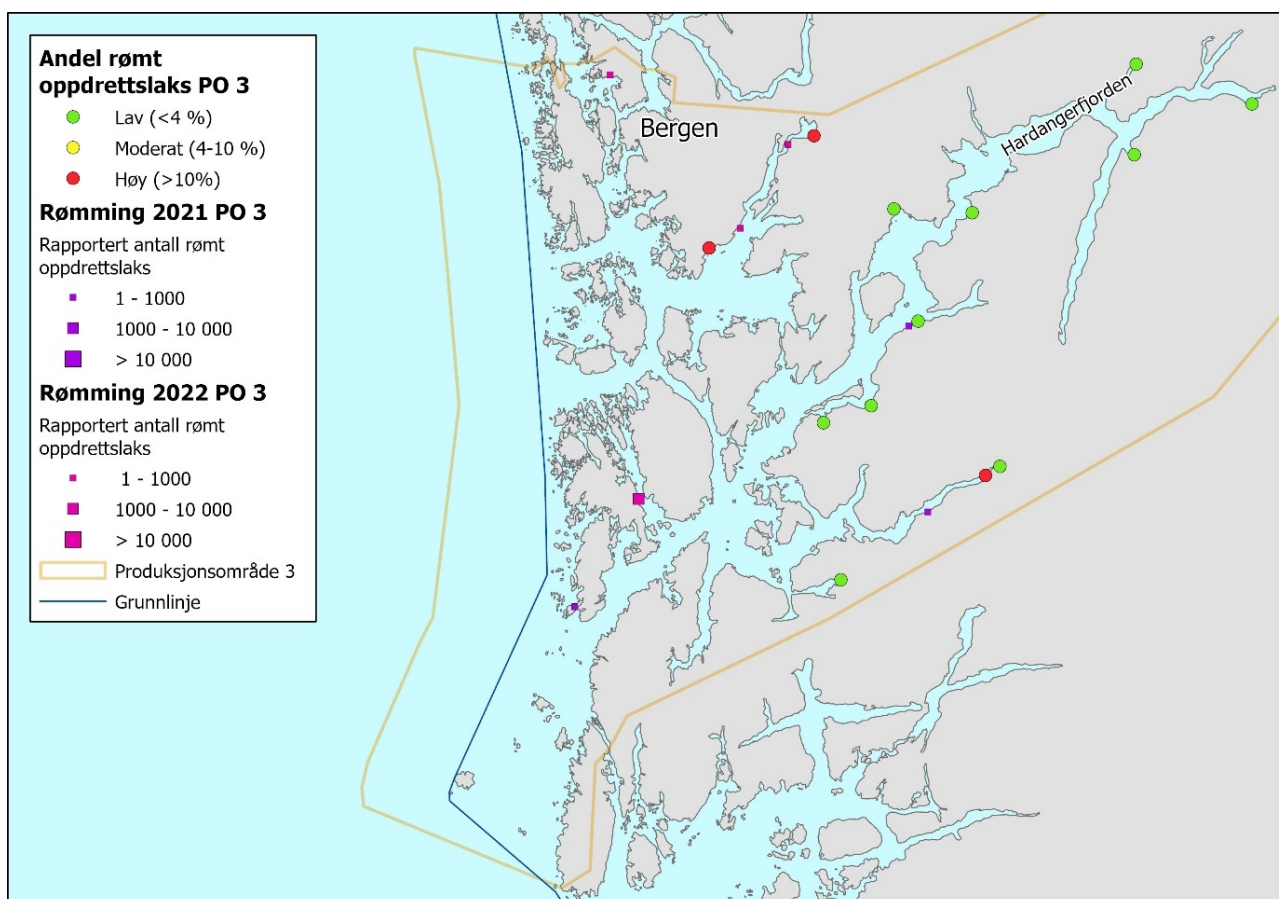 Andel rømt
oppdrettslaks PO 3
Lav (<4 %)
Moderat (4-10 %)
Høy (>10%)
Rømming 2021 PO 3
Rapportert antall rømt
oppdrettslaks
1 - 1000
1000 - 10 000
> 10 000
Rømming 2022 PO 3
Rapportert antall rømt
oppdrettslaks
1 - 1000
1000 - 10 000
> 10 000
Produksjonsområde 3
Grunnlinje
Bergen
Hardangerfjorden